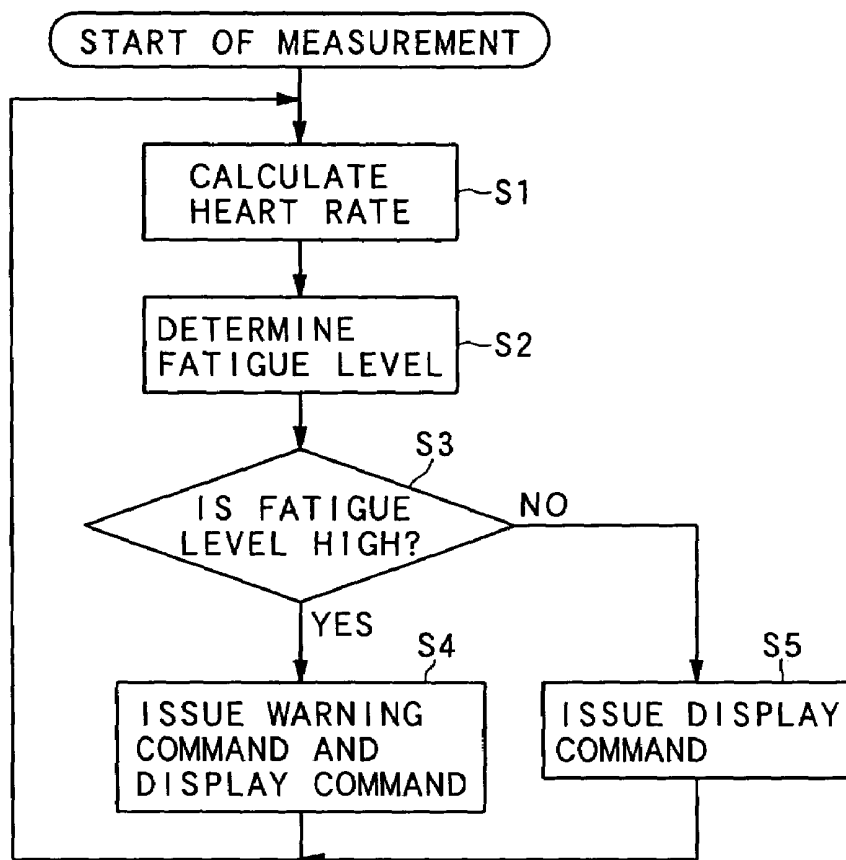 START OF MEASUREMENT
CALCULATE
HEART RATE
S1
DETERMINE
FATIGUE LEVEL
S2
S3
IS FATIGUE
LEVEL HIGH?
NO
YES
S4
ISSUE WARNING
COMMAND AND
DISPLAY COMMAND
S5
ISSUE DISPLAY
COMMAND